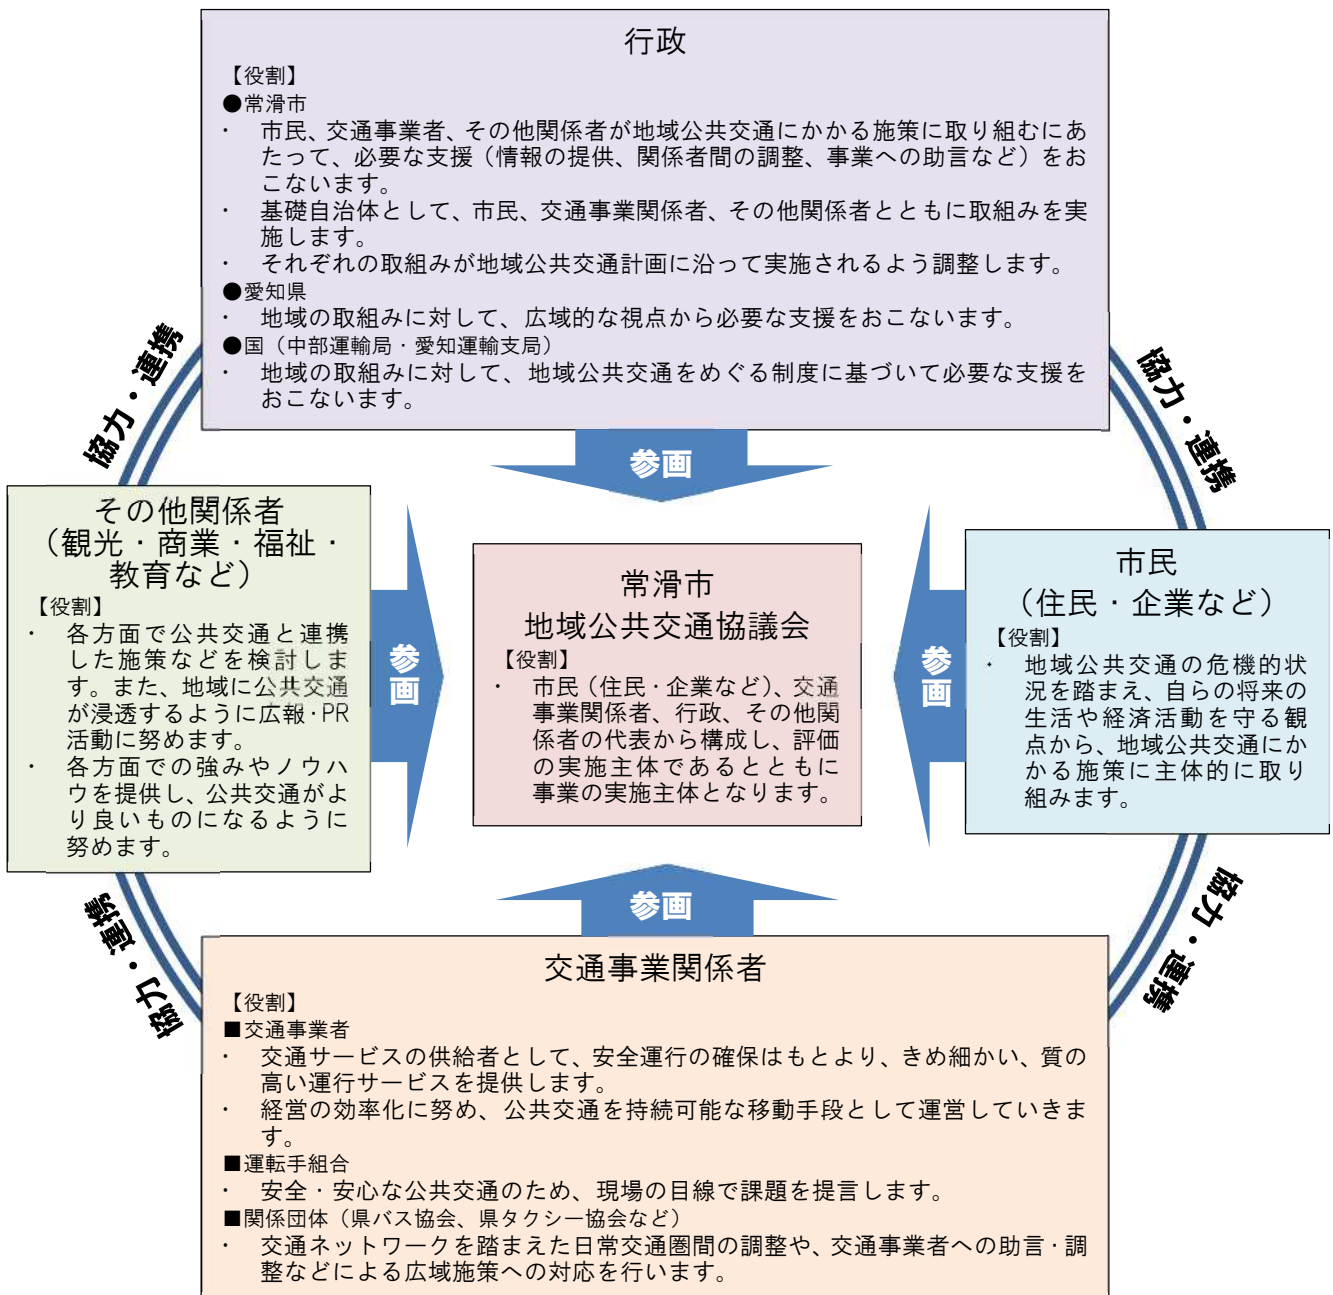 行政
【役割】
●常滑市
・ 市民、交通事業者、その他関係者が地域公共交通にかかる施策に取り組むにあ
たって、必要な支援（情報の提供、関係者間の調整、事業への助言など）をお
こないます。
・ 基礎自治体として、市民、交通事業関係者、その他関係者とともに取組みを実
施します。
・ それぞれの取組みが地域公共交通計画に沿って実施されるよう調整します。
●愛知県
・ 地域の取組みに対して、広域的な視点から必要な支援をおこないます。
●国（中部運輸局・愛知運輸支局）
・ 地域の取組みに対して、地域公共交通をめぐる制度に基づいて必要な支援を
おこないます。
協力・連携
協力・連携
参画
その他関係者
（観光・商業・福祉・
教育など）
【役割】
・ 各方面で公共交通と連携
した施策などを検討しま
す。また、地域に公共交通
が浸透するように広報・PR
活動に努めます。
・ 各方面での強みやノウハ
ウを提供し、公共交通がよ
り良いものになるように
努めます。
参画
常滑市
地域公共交通協議会
【役割】
・ 市民（住民・企業など）、交通
事業関係者、行政、その他関
係者の代表から構成し、評価
の実施主体であるとともに
事業の実施主体となります。
参画
市民
（住民・企業など）
【役割】
・ 地域公共交通の危機的状
況を踏まえ、自らの将来の
生活や経済活動を守る観
点から、地域公共交通にか
かる施策に主体的に取り
組みます。
参画
協力・連携
協力・連携
交通事業関係者
【役割】
■交通事業者
・ 交通サービスの供給者として、安全運行の確保はもとより、きめ細かい、質の
高い運行サービスを提供します。
・ 経営の効率化に努め、公共交通を持続可能な移動手段として運営していきま
す。
■運転手組合
・ 安全・安心な公共交通のため、現場の目線で課題を提言します。
■関係団体（県バス協会、県タクシー協会など）
・ 交通ネットワークを踏まえた日常交通圏間の調整や、交通事業者への助言・調
整などによる広域施策への対応を行います。